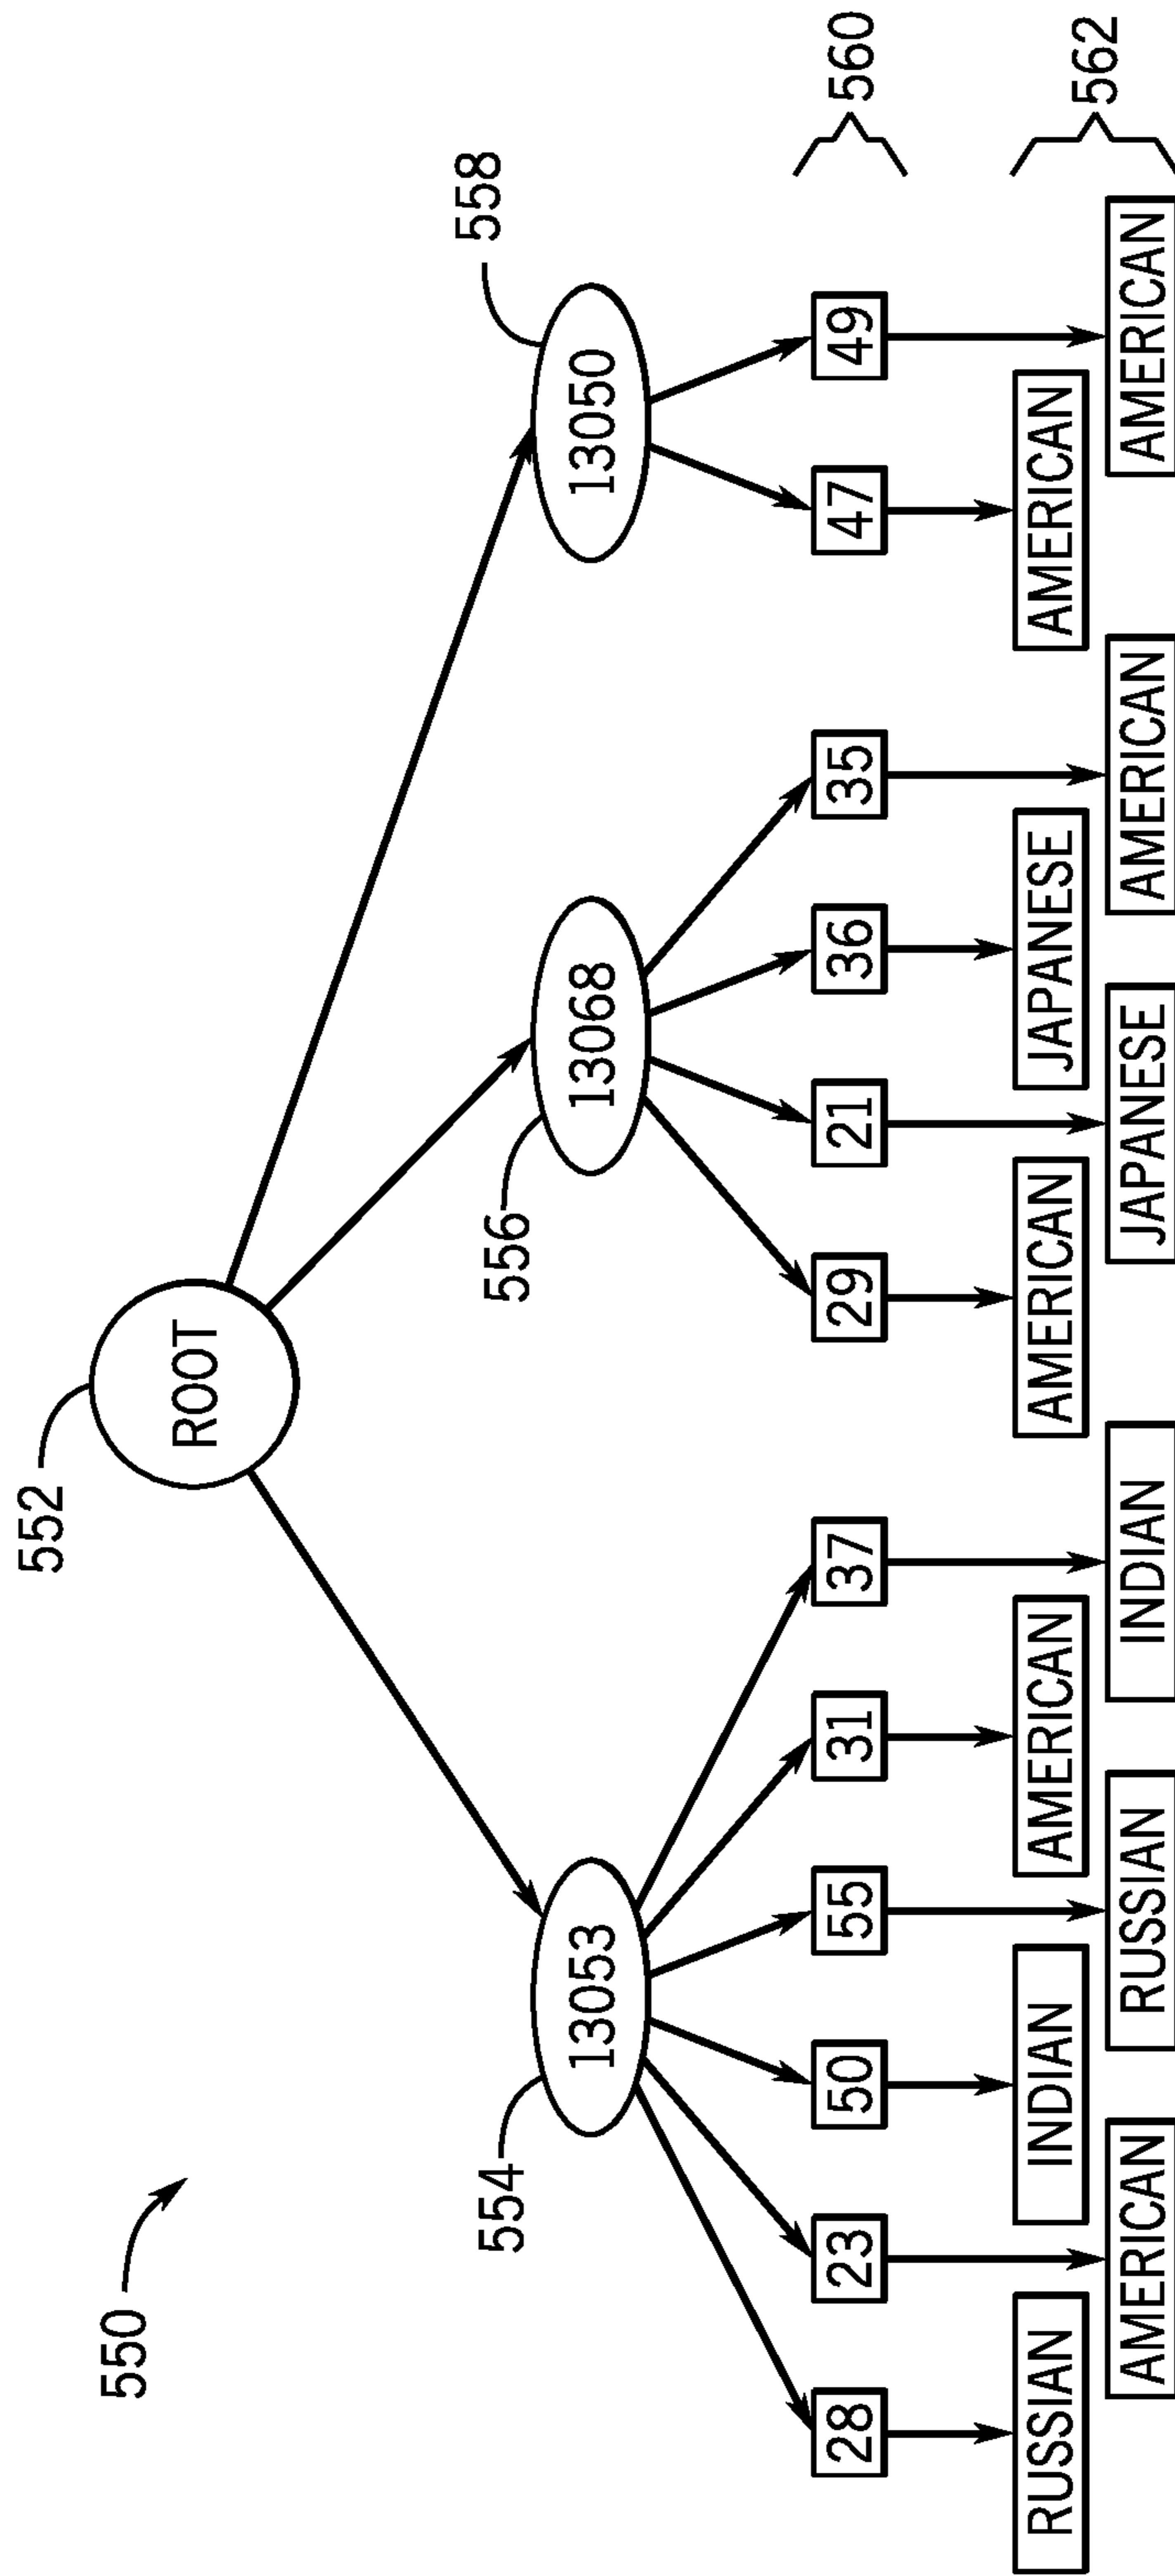 550
552
ROOT
554
13053
556
13068
558
13050
28
23
50
55
31
37
29
21
36
35
47
49
560
RUSSIAN
INDIAN
AMERICAN
AMERICAN
JAPANESE
AMERICAN
562
AMERICAN
RUSSIAN
INDIAN
JAPANESE
AMERICAN
AMERICAN